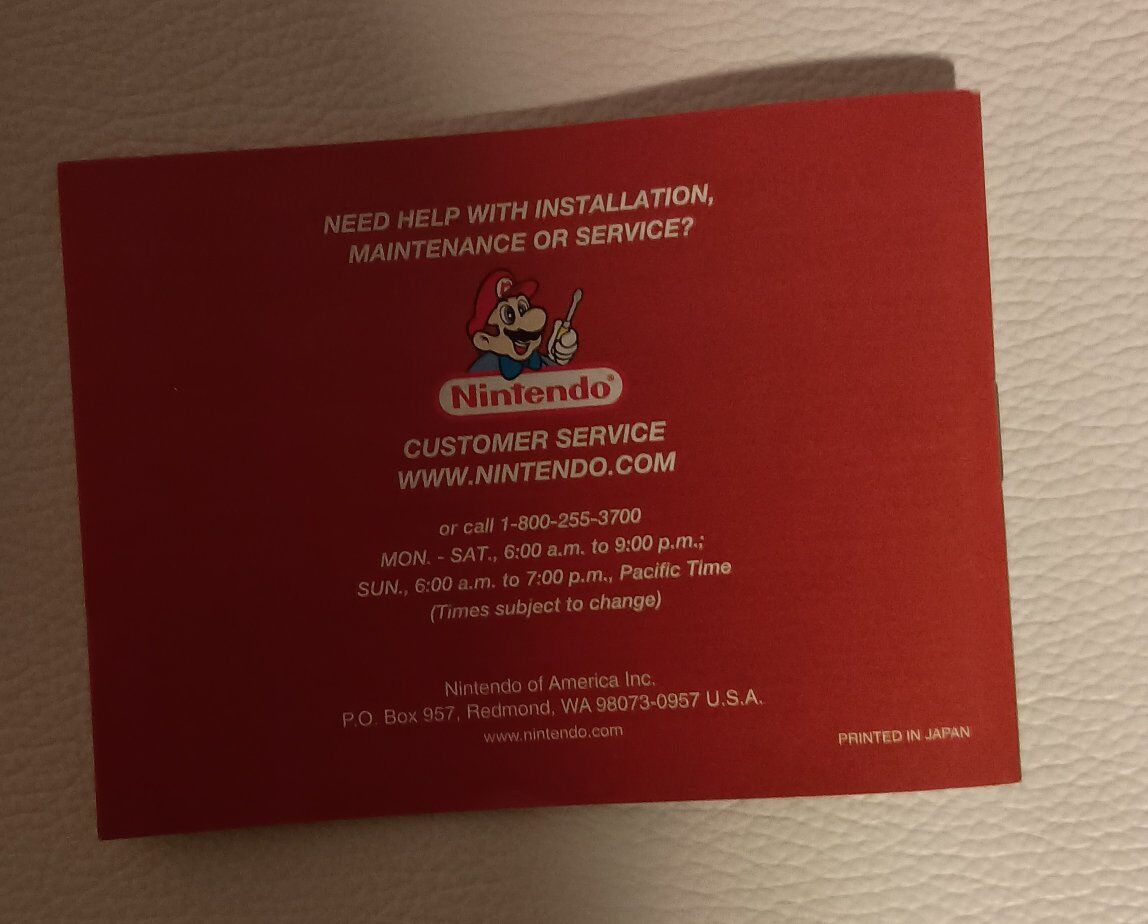 NEED HELP WITH INSTALLATION,
MAINTENANCE OR SERVICE?
Nintendo®
CUSTOMER SERVICE
WWW.NINTENDO.COM
or call 1-800-255-3700
MON. - SAT., 6:00 a.m. to 9:00 p.m.;
SUN., 6:00 a.m. to 7:00 p.m., Pacific Time
(Times subject to change)
Nintendo of America Inc.
P.O. Box 957, Redmond, WA 98073-0957 U.S.A.
www.nintendo.com
PRINTED IN JAPAN